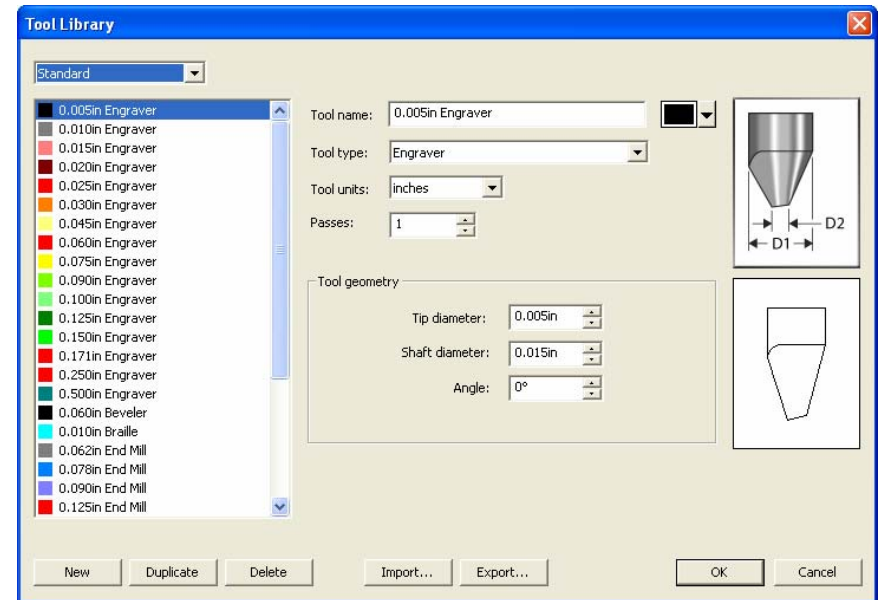 Tool Library
Standard
0.005in Engraver
0.010in Engraver
0.015in Engraver
0.020in Engraver
0.025in Engraver
0.030in Engraver
0.045in Engraver
0.060in Engraver
0.075in Engraver
0.090in Engraver
0.100in Engraver
0.125in Engraver
0.150in Engraver
0.171in Engraver
0.250in Engraver
0.500in Engraver
0.060in Beveler
0.010in Braille
0.062in End Mill
0.078in End Mill
0.090in End Mill
0.125in End Mill
Tool name: 0.005in Engraver
Tool type: Engraver
Tool units: inches
Passes: 1
Tool geometry
Tip diameter: 0.005in
Shaft diameter: 0.015in
Angle: 0°
D2
D1
New Duplicate Delete Import... Export... OK Cancel